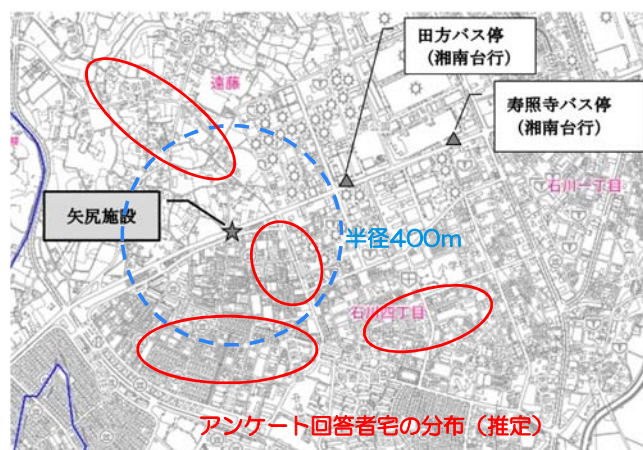 田方バス停
（湘南台行）
遠藤
寿照寺バス停
（湘南台行）
石川一丁目
矢尻施設
半径400m
石川四丁目
アンケート回答者宅の分布（推定）